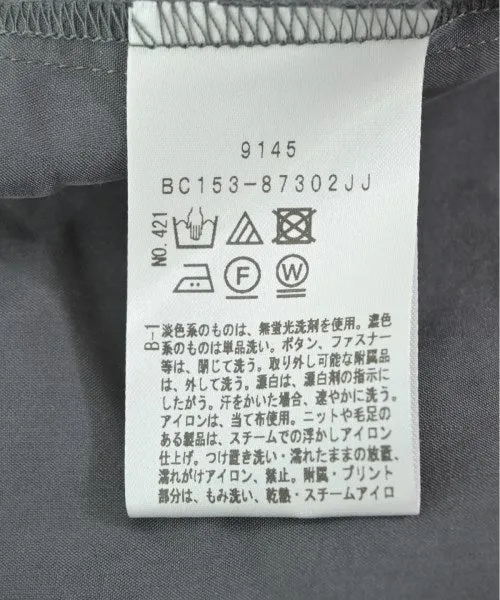 9145
BC153-87302JJ
NO.421
F
W
B-1
淡色系のものは、無蛍光洗剤を使用。濃色
系のものは単品洗い。ボタン、ファスナー
等は、閉じて洗う。取り外し可能な附属品
は、外して洗う。漂白は、漂白剤の指示に
したがう。汗をかいた場合、速やかに洗う。
アイロンは、当て布使用。ニットや毛足の
ある製品は、スチームでの浮かしアイロン
仕上げ。つけ置き洗い・濡れたままの放置、
濡れがけアイロン、禁止。附属・プリント
部分は、もみ洗い、乾熱・スチームアイロ